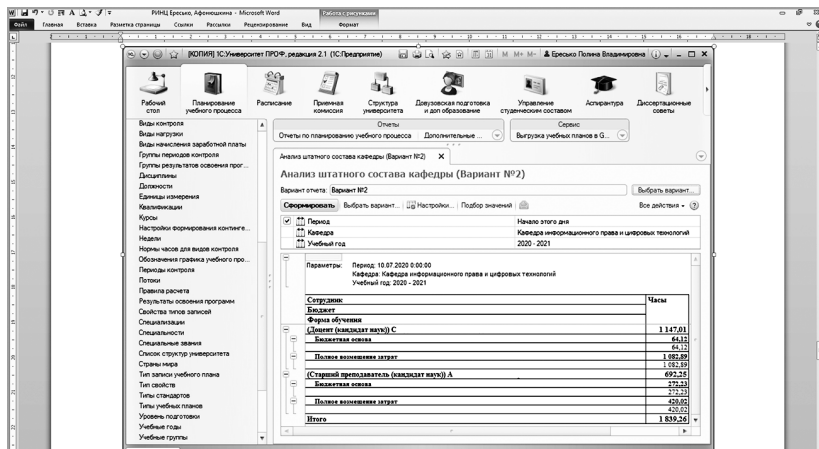 РИНЦ Ересько, Афонюшкина - Microsoft Word
Работа с рисунками
Файл Главная Вставка Разметка страницы Ссылки Рассылки Рецензирование Вид Формат
[КОПИЯ] 1С:Университет ПРОФ, редакция 2.1 (1С:Предприятие)
M M+ M-
Ересько Полина Владимировна
Рабочий стол
Планирование учебного процесса
Расписание
Приемная комиссия
Структура университета
Довузовская подготовка и доп образование
Управление студенческим составом
Аспирантура
Диссертационные советы
Виды контроля
Виды нагрузки
Виды начисления заработной платы
Группы периодов контроля
Группы результатов освоения прог...
Дисциплины
Должности
Единицы измерения
Квалификации
Курсы
Настройки формирования континге...
Недели
Нормы часов для видов контроля
Обозначения графика учебного про...
Периоды контроля
Потоки
Правила расчета
Результаты освоения программ
Свойства типов записей
Специализации
Специальности
Специальные звания
Список структур университета
Страны мира
Тип записи учебного плана
Тип свойств
Типы стандартов
Типы учебных планов
Уровень подготовки
Учебные годы
Учебные группы
Отчеты
Отчеты по планированию учебного процесса Дополнительные ...
Сервис
Выгрузка учебных планов в G...
Анализ штатного состава кафедры (Вариант №2)
Анализ штатного состава кафедры (Вариант №2)
Вариант отчета: Вариант №2
Выбрать вариант...
Сформировать Выбрать вариант... Настройки... Подбор значений
Все действия
Период Начало этого дня
Кафедра Кафедра информационного права и цифровых технологий
Учебный год 2020 - 2021
Параметры: Период: 10.07.2020 0:00:00
Кафедра: Кафедра информационного права и цифровых технологий
Учебный год: 2020 - 2021
Сотрудник Часы
Бюджет
Форма обучения
(Доцент (кандидат наук)) С 1 147,01
Бюджетная основа 64,12
64,12
Полное возмещение затрат 1 082,89
1 082,89
(Старший преподаватель (кандидат наук)) А 692,25
Бюджетная основа 272,23
272,23
Полное возмещение затрат 420,02
420,02
Итого 1 839,26